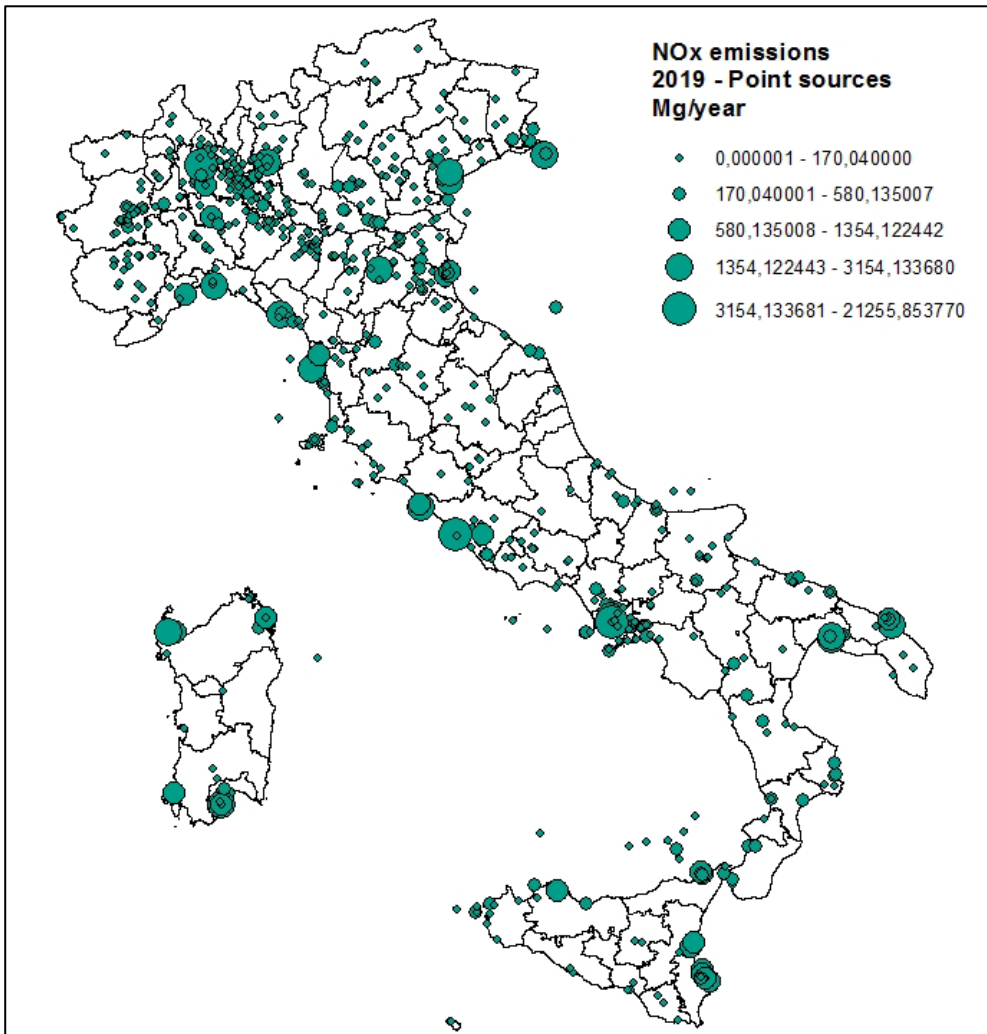 NOx emissions
2019 - Point sources
Mg/year
0,000001 - 170,040000
170,040001 - 580,135007
580,135008 - 1354,122442
1354,122443 - 3154,133680
3154,133681 - 21255,853770